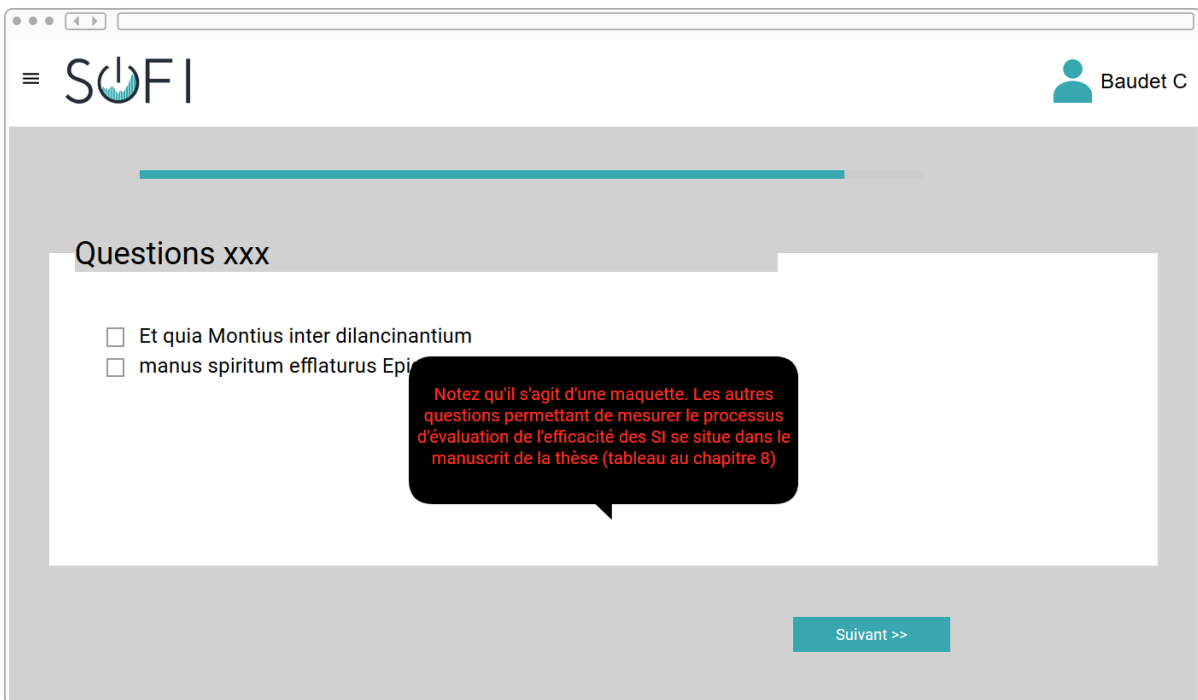 SOFI
Baudet C
Questions xxx
Et quia Montius inter dilancinantium
manus spiritum efflaturus
Notez qu'il s'agit d'une maquette. Les autres
questions permettant de mesurer le processus
d'évaluation de l'efficacité des SI se situe dans le
manuscrit de la thèse (tableau au chapitre 8)
Suivant >>